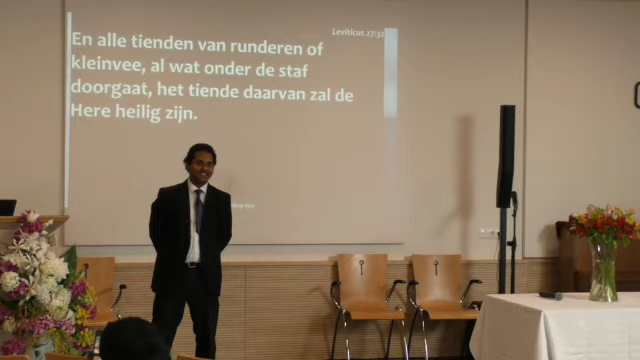 Leviticus 27:32
En alle tienden van runderen of
kleinvee, al wat onder de staf
doorgaat, het tiende daarvan zal de
Here heilig zijn.